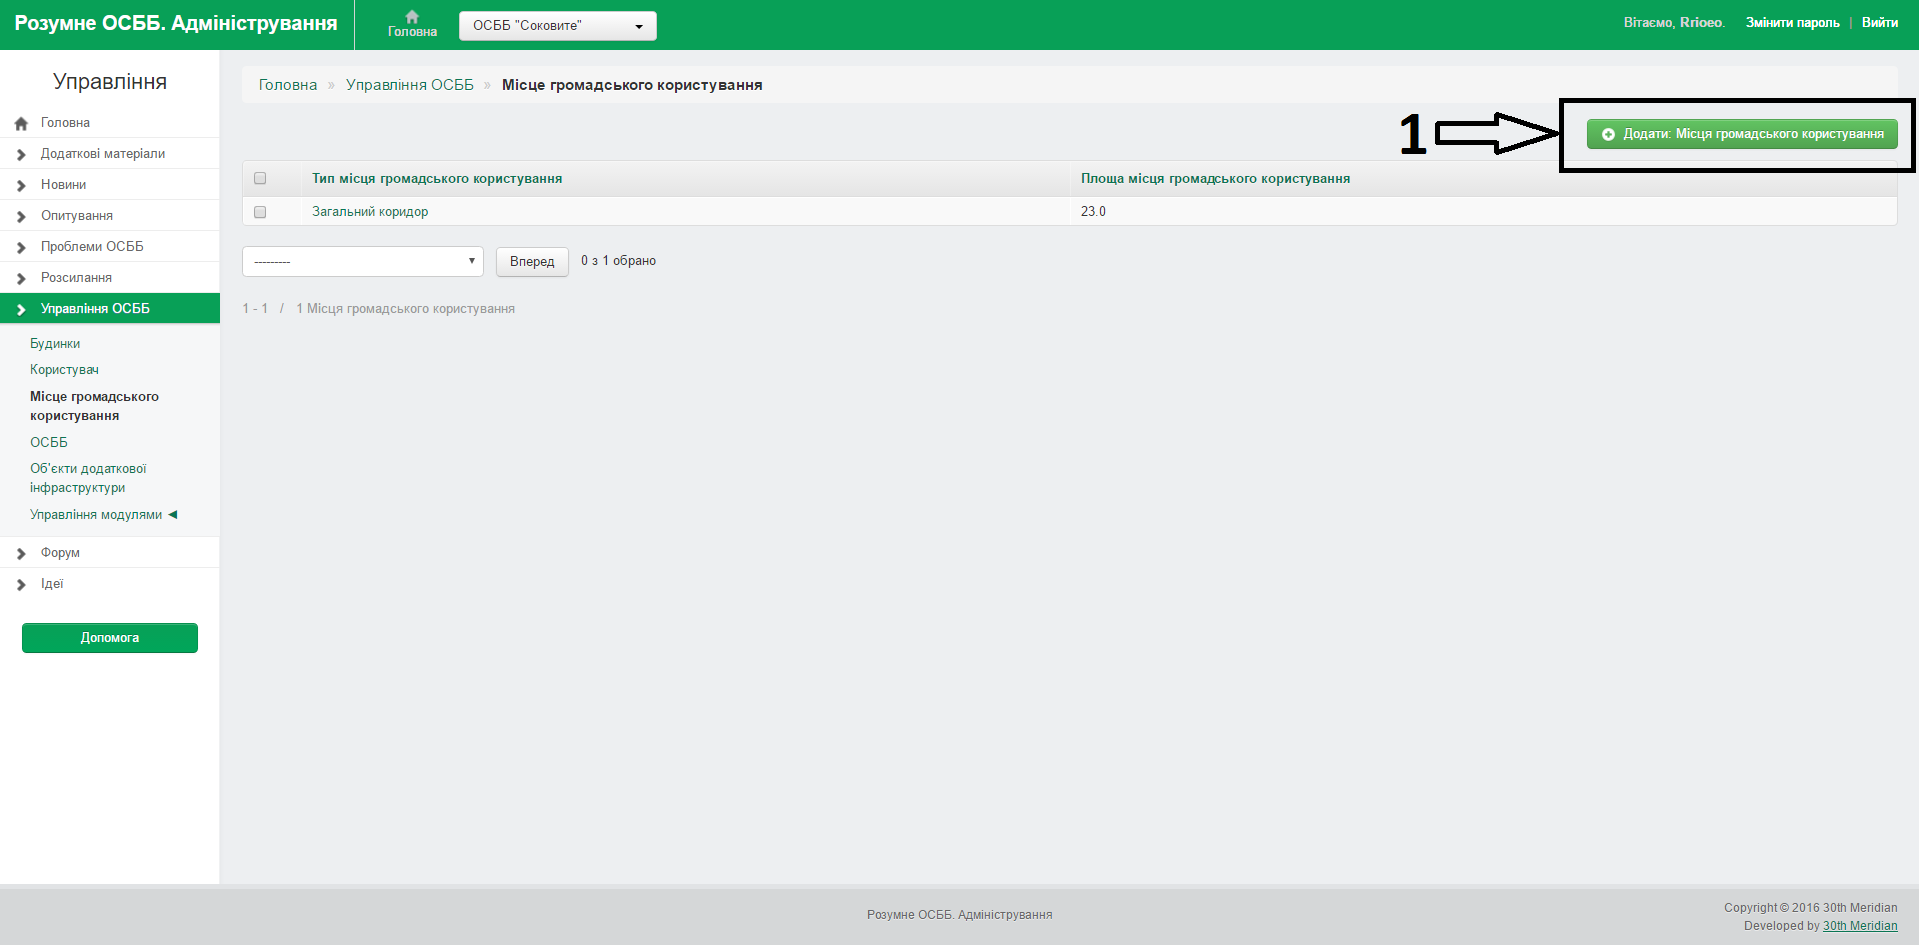 Розумне ОСББ. Адміністрування
Головна
ОСББ "Соковите"
Вітаємо, Rrioeo.
Змінити пароль | Вийти
Управління
Головна
Додаткові матеріали
Новини
Опитування
Проблеми ОСББ
Розсилання
Управління ОСББ
Будинки
Користувач
Місце громадського
користування
ОСББ
Об'єкти додаткової
інфраструктури
Управління модулями ◄
Форум
Ідеї
Допомога
Головна » Управління ОСББ » Місце громадського користування
1
Додати: Місця громадського користування
Тип місця громадського користування
Площа місця громадського користування
Загальний коридор
23.0
---------
Вперед
0 з 1 обрано
1 - 1 / 1 Місця громадського користування
Розумне ОСББ. Адміністрування
Copyright © 2016 30th Meridian
Developed by 30th Meridian